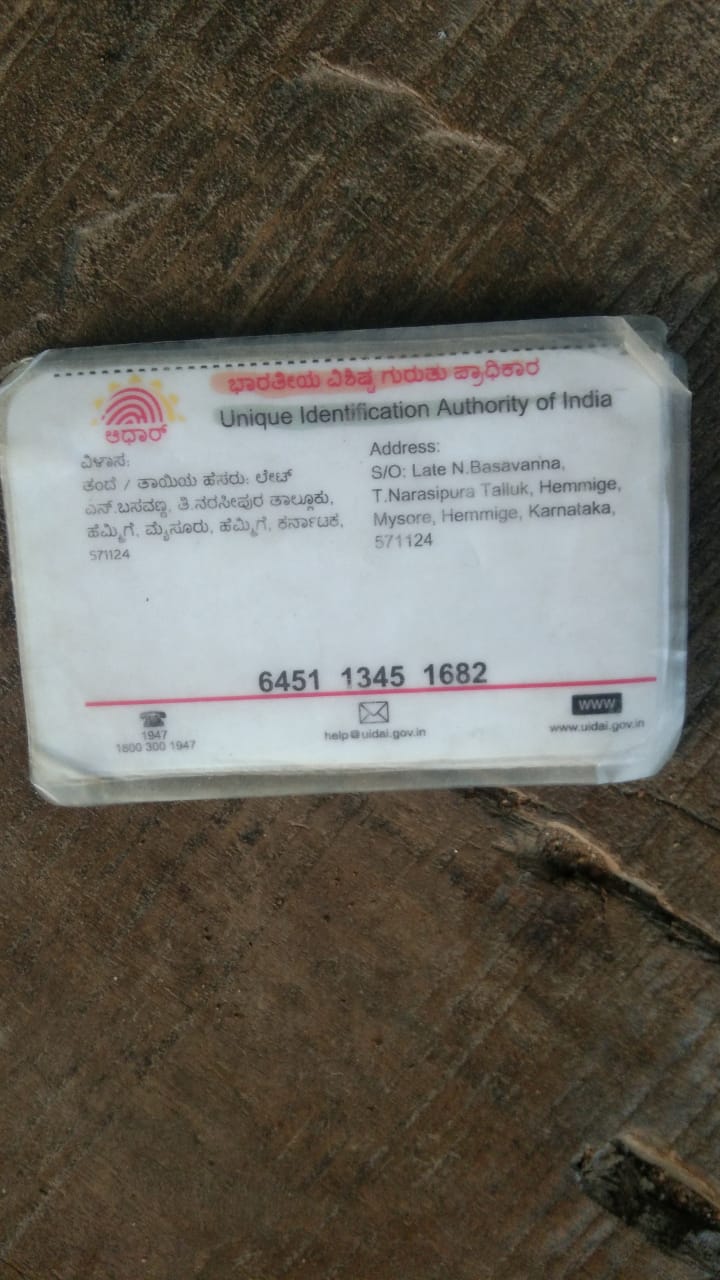 ಭಾರತೀಯ ವಿಶಿಷ್ಟ ಗುರುತು ಪ್ರಾಧಿಕಾರ
Unique Identification Authority of India
ಆಧಾರ್
ವಿಳಾಸ:
ತಂದೆ / ತಾಯಿಯ ಹೆಸರು: ಲೇಟ್
ಎನ್.ಬಸವಣ್ಣ, ತಿ.ನರಸೀಪುರ ತಾಲ್ಲೂಕು,
ಹೆಮ್ಮಿಗೆ, ಮೈಸೂರು, ಹೆಮ್ಮಿಗೆ, ಕರ್ನಾಟಕ,
571124
Address:
S/O: Late N.Basavanna,
T.Narasipura Talluk, Hemmige,
Mysore, Hemmige, Karnataka,
571124
6451 1345 1682
1947
1800 300 1947
help@uidai.gov.in
WWW
www.uidai.gov.in